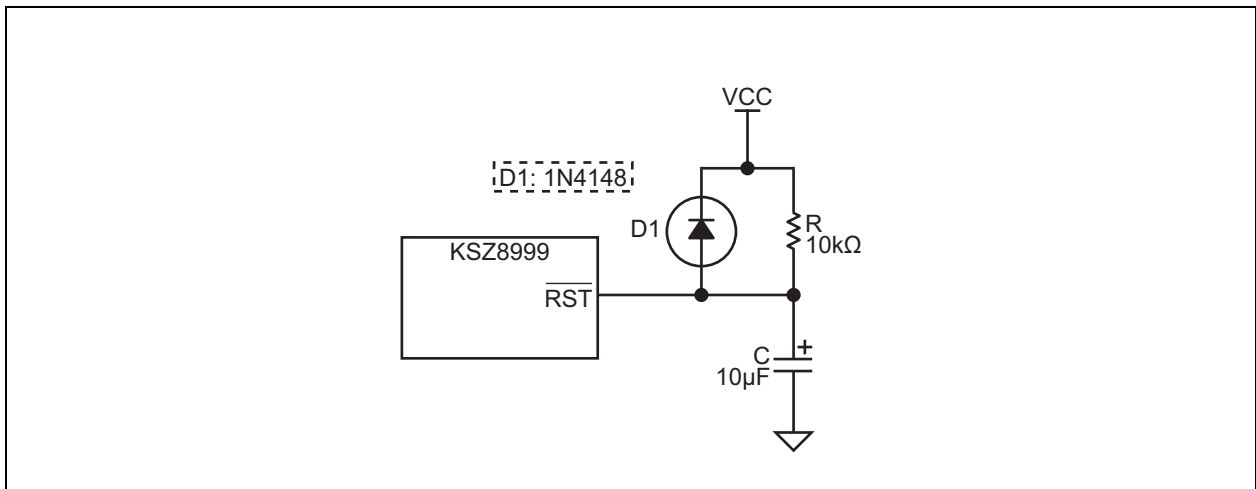 VCC
D1: 1N4148
D1
R
10kΩ
KSZ8999
RST
C
+
10µF